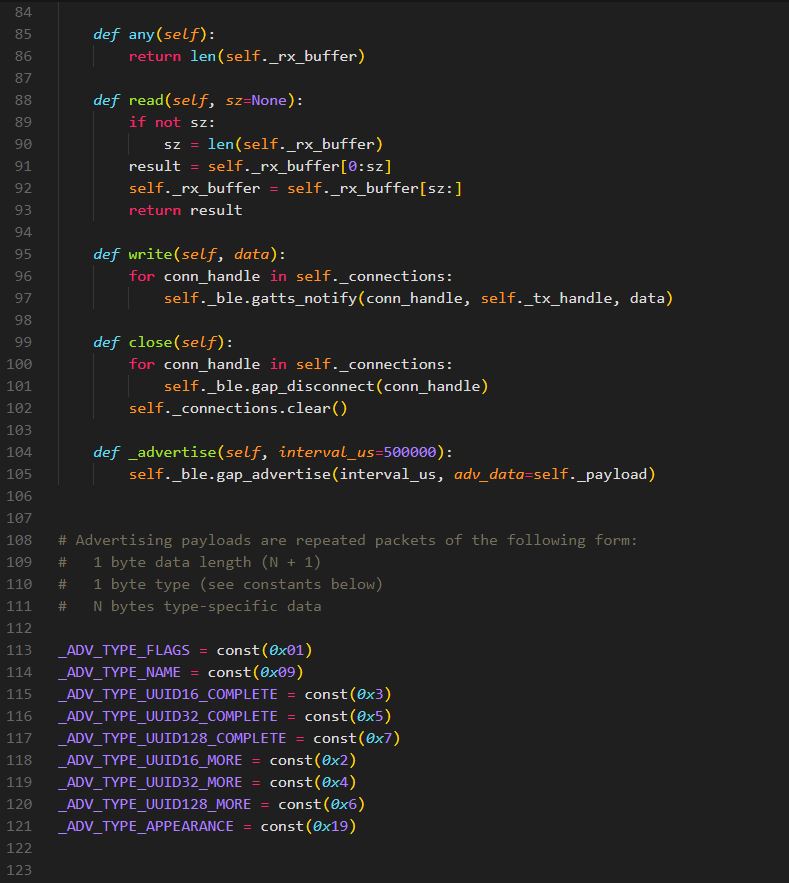 84
85     def any(self):
86         return len(self._rx_buffer)
87
88     def read(self, sz=None):
89         if not sz:
90             sz = len(self._rx_buffer)
91         result = self._rx_buffer[0:sz]
92         self._rx_buffer = self._rx_buffer[sz:]
93         return result
94
95     def write(self, data):
96         for conn_handle in self._connections:
97             self._ble.gatts_notify(conn_handle, self._tx_handle, data)
98
99     def close(self):
100         for conn_handle in self._connections:
101             self._ble.gap_disconnect(conn_handle)
102         self._connections.clear()
103
104     def _advertise(self, interval_us=500000):
105         self._ble.gap_advertise(interval_us, adv_data=self._payload)
106
107
108 # Advertising payloads are repeated packets of the following form:
109 #   1 byte data length (N + 1)
110 #   1 byte type (see constants below)
111 #   N bytes type-specific data
112
113 _ADV_TYPE_FLAGS = const(0x01)
114 _ADV_TYPE_NAME = const(0x09)
115 _ADV_TYPE_UUID16_COMPLETE = const(0x3)
116 _ADV_TYPE_UUID32_COMPLETE = const(0x5)
117 _ADV_TYPE_UUID128_COMPLETE = const(0x7)
118 _ADV_TYPE_UUID16_MORE = const(0x2)
119 _ADV_TYPE_UUID32_MORE = const(0x4)
120 _ADV_TYPE_UUID128_MORE = const(0x6)
121 _ADV_TYPE_APPEARANCE = const(0x19)
122
123